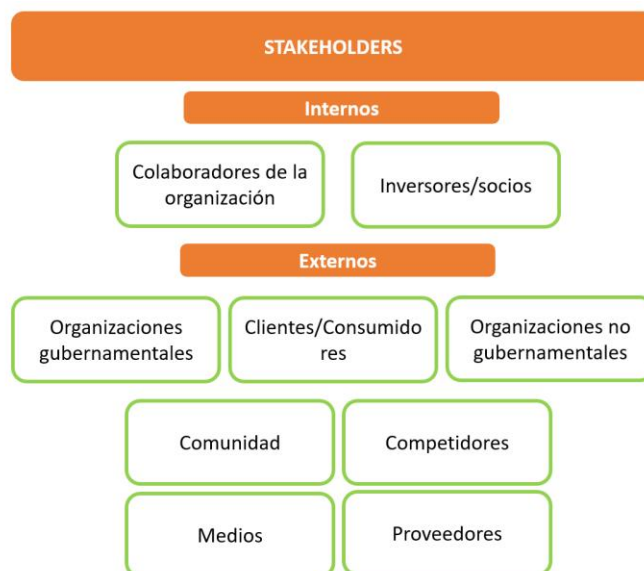 STAKEHOLDERS
Internos
Colaboradores de la
organización
Inversores/socios
Externos
Organizaciones
gubernamentales
Clientes/Consumido
res
Organizaciones no
gubernamentales
Comunidad
Competidores
Medios
Proveedores